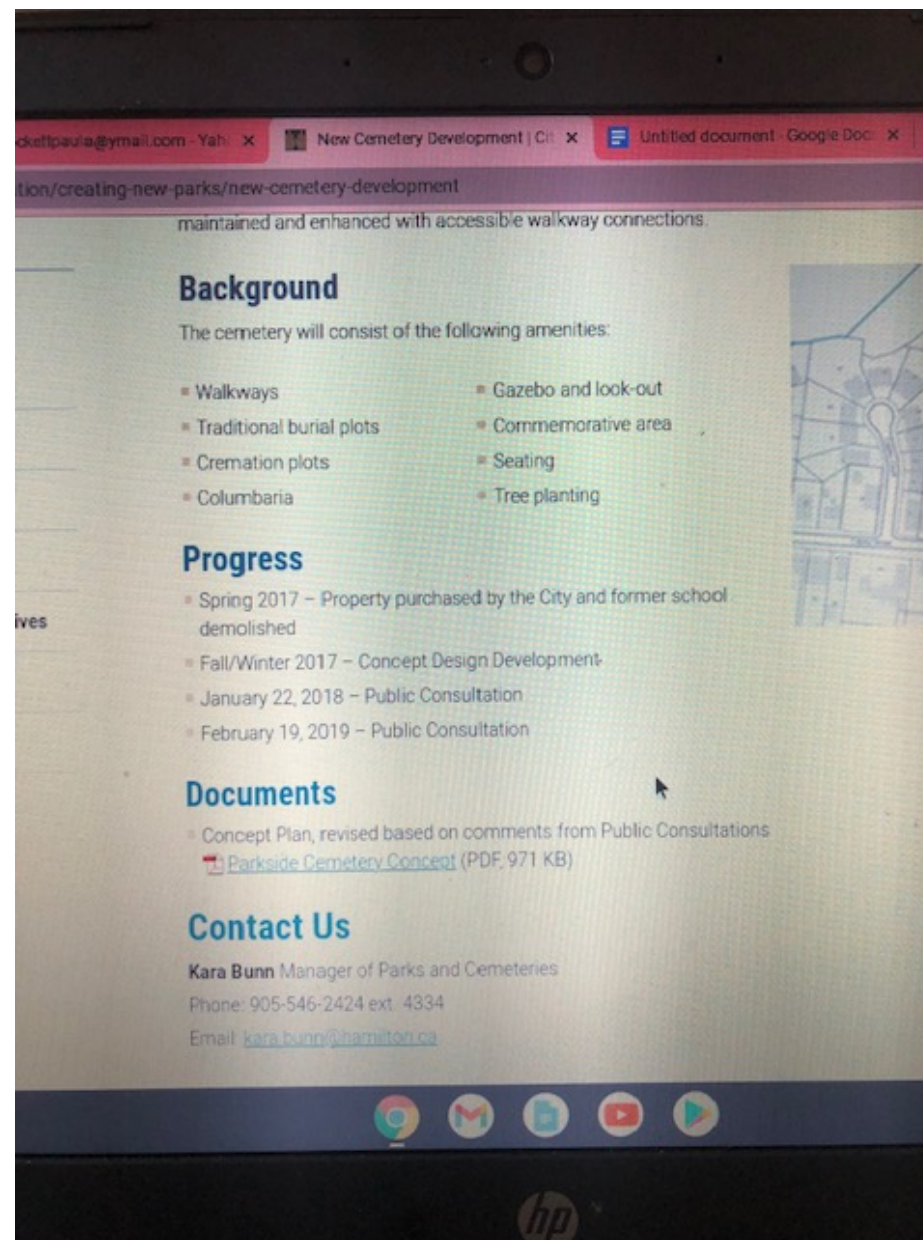 ckettpaula@ymail.com - Yah
New Cemetery Development | Cit
Untitled document - Google Doc
tion/creating-new-parks/new-cemetery-development
maintained and enhanced with accessible walkway connections.
Background
The cemetery will consist of the following amenities:
Walkways
Traditional burial plots
Cremation plots
Columbaria
Gazebo and look-out
Commemorative area
Seating
Tree planting
Progress
Spring 2017 – Property purchased by the City and former school
demolished
Fall/Winter 2017 – Concept Design Development
January 22, 2018 – Public Consultation
February 19, 2019 – Public Consultation
ives
Documents
Concept Plan, revised based on comments from Public Consultations
Parkside Cemetery Concept (PDF, 971 KB)
Contact Us
Kara Bunn Manager of Parks and Cemeteries
Phone: 905-546-2424 ext. 4334
Email: kara.bunn@hamilton.ca
hp